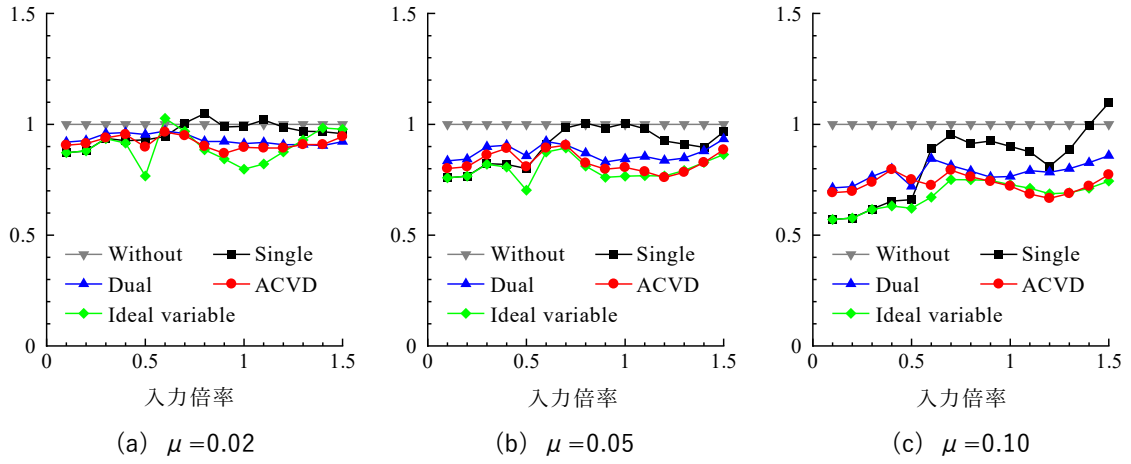 1.5
1
0.5
0
Without Single
Dual ACVD
Ideal variable
0 0.5 1 1.5
入力倍率
(a) μ=0.02
1.5
1
0.5
0
Without Single
Dual ACVD
Ideal variable
0 0.5 1 1.5
入力倍率
(b) μ=0.05
1.5
1
0.5
0
Without Single
Dual ACVD
Ideal variable
0 0.5 1 1.5
入力倍率
(c) μ=0.10